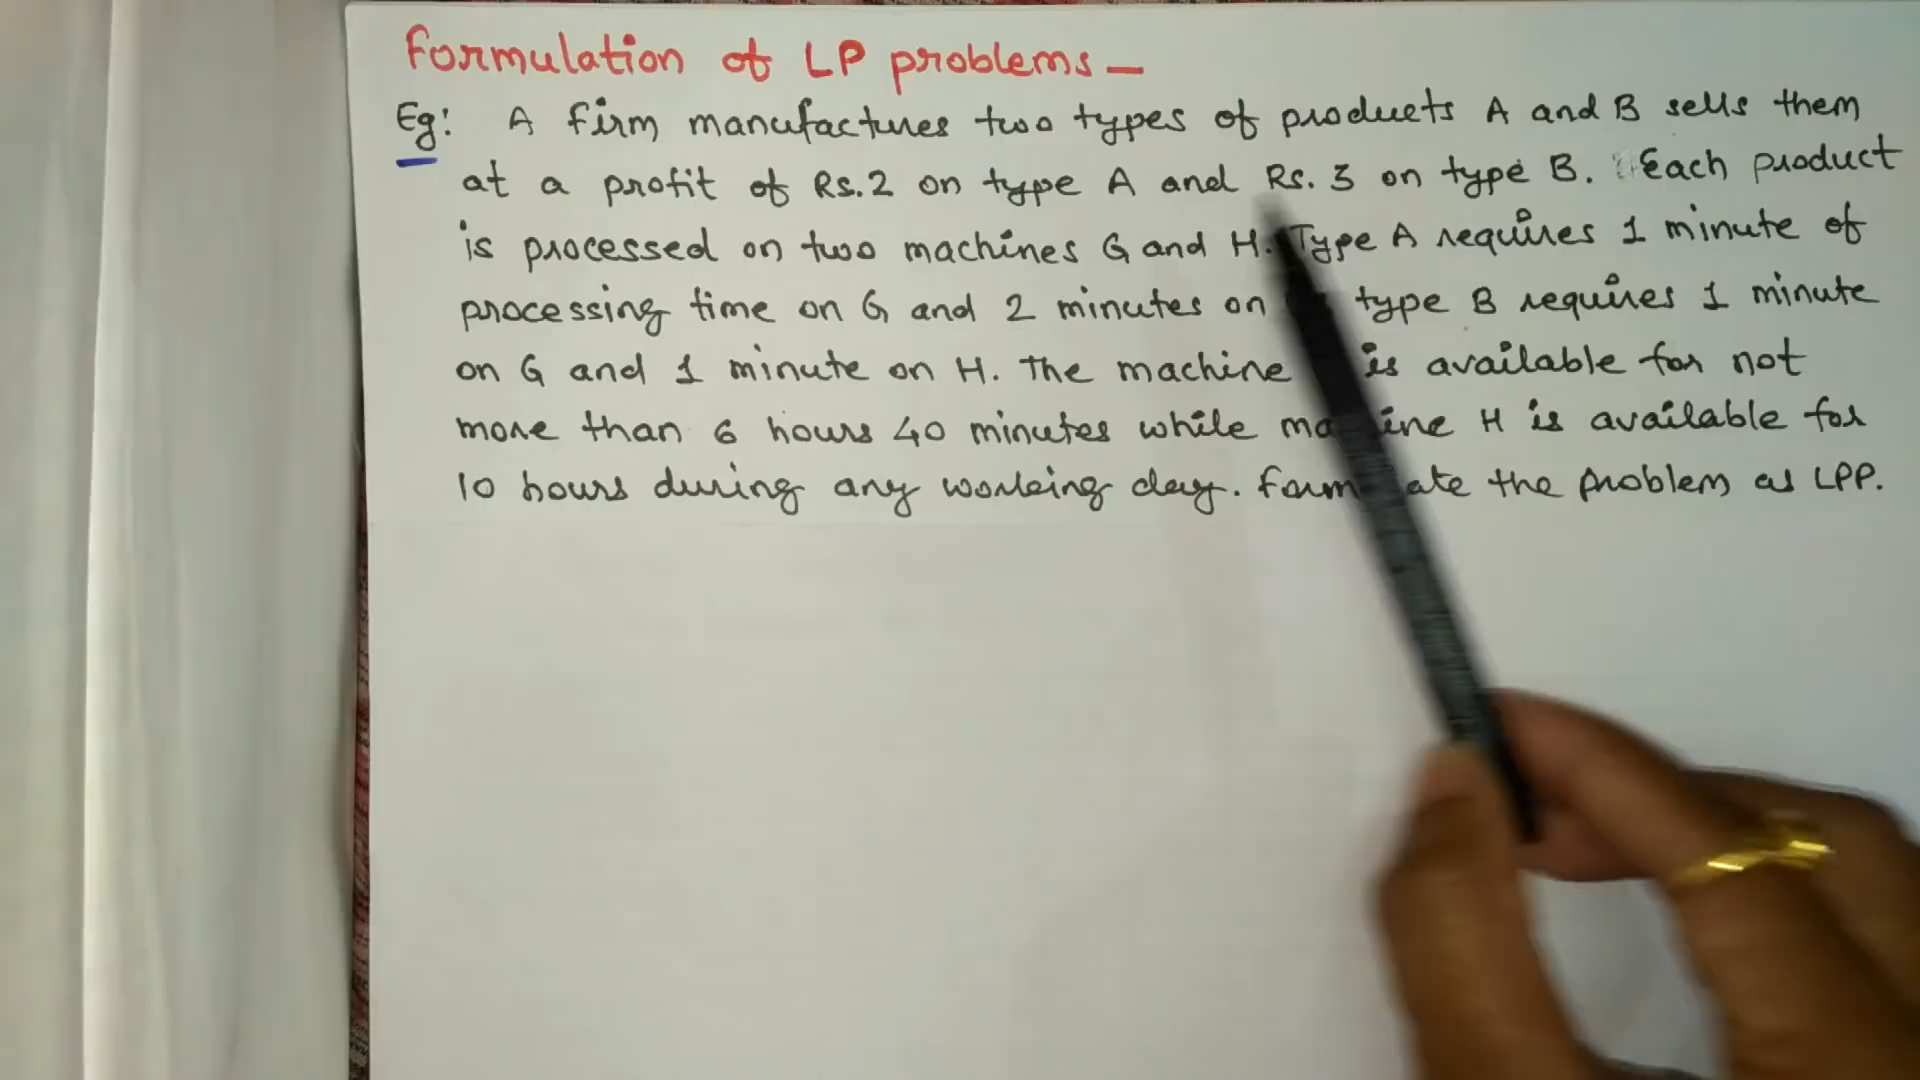 Formulation of LP problems —
Eg: A firm manufactures two types of products A and B sells them
at a profit of Rs.2 on type A and Rs. 3 on type B. Each product
is processed on two machines G and H. Type A requires 1 minute of
processing time on G and 2 minutes on type B requires 1 minute
on G and 1 minute on H. The machine is available for not
more than 6 hours 40 minutes while machine H is available for
10 hours during any working day. Formulate the problem as LPP.